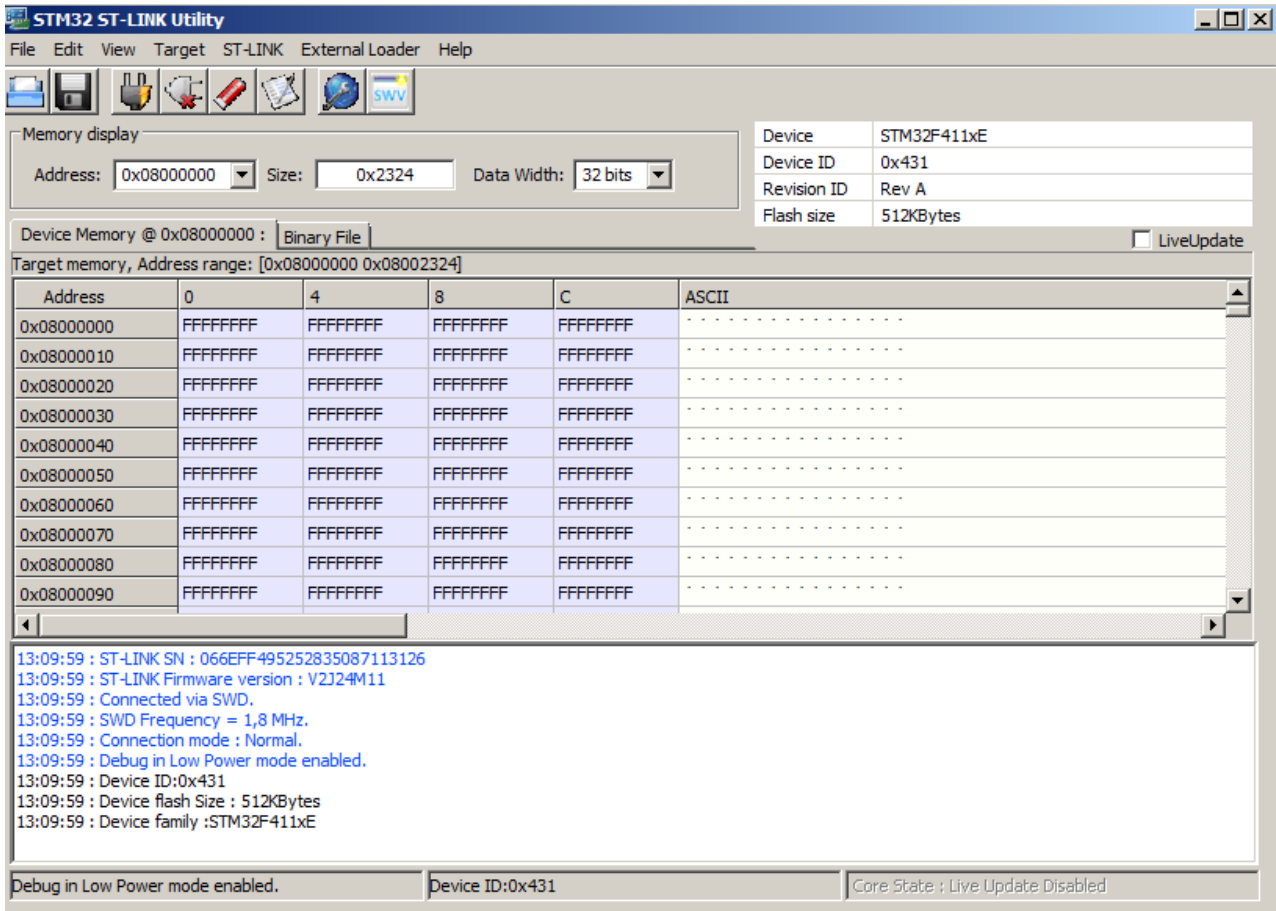 STM32 ST-LINK Utility
File Edit View Target ST-LINK External Loader Help
SWV
Memory display
Address: 0x08000000 Size: 0x2324 Data Width: 32 bits
Device STM32F411xE
Device ID 0x431
Revision ID Rev A
Flash size 512KBytes
Device Memory @ 0x08000000 : Binary File
LiveUpdate
Target memory, Address range: [0x08000000 0x08002324]
Address 0 4 8 C ASCII
0x08000000 FFFFFFFF FFFFFFFF FFFFFFFF FFFFFFFF
0x08000010 FFFFFFFF FFFFFFFF FFFFFFFF FFFFFFFF
0x08000020 FFFFFFFF FFFFFFFF FFFFFFFF FFFFFFFF
0x08000030 FFFFFFFF FFFFFFFF FFFFFFFF FFFFFFFF
0x08000040 FFFFFFFF FFFFFFFF FFFFFFFF FFFFFFFF
0x08000050 FFFFFFFF FFFFFFFF FFFFFFFF FFFFFFFF
0x08000060 FFFFFFFF FFFFFFFF FFFFFFFF FFFFFFFF
0x08000070 FFFFFFFF FFFFFFFF FFFFFFFF FFFFFFFF
0x08000080 FFFFFFFF FFFFFFFF FFFFFFFF FFFFFFFF
0x08000090 FFFFFFFF FFFFFFFF FFFFFFFF FFFFFFFF
13:09:59 : ST-LINK SN : 066EFF495252835087113126
13:09:59 : ST-LINK Firmware version : V2J24M11
13:09:59 : Connected via SWD.
13:09:59 : SWD Frequency = 1,8 MHz.
13:09:59 : Connection mode : Normal.
13:09:59 : Debug in Low Power mode enabled.
13:09:59 : Device ID:0x431
13:09:59 : Device flash Size : 512KBytes
13:09:59 : Device family :STM32F411xE
Debug in Low Power mode enabled. Device ID:0x431 Core State : Live Update Disabled